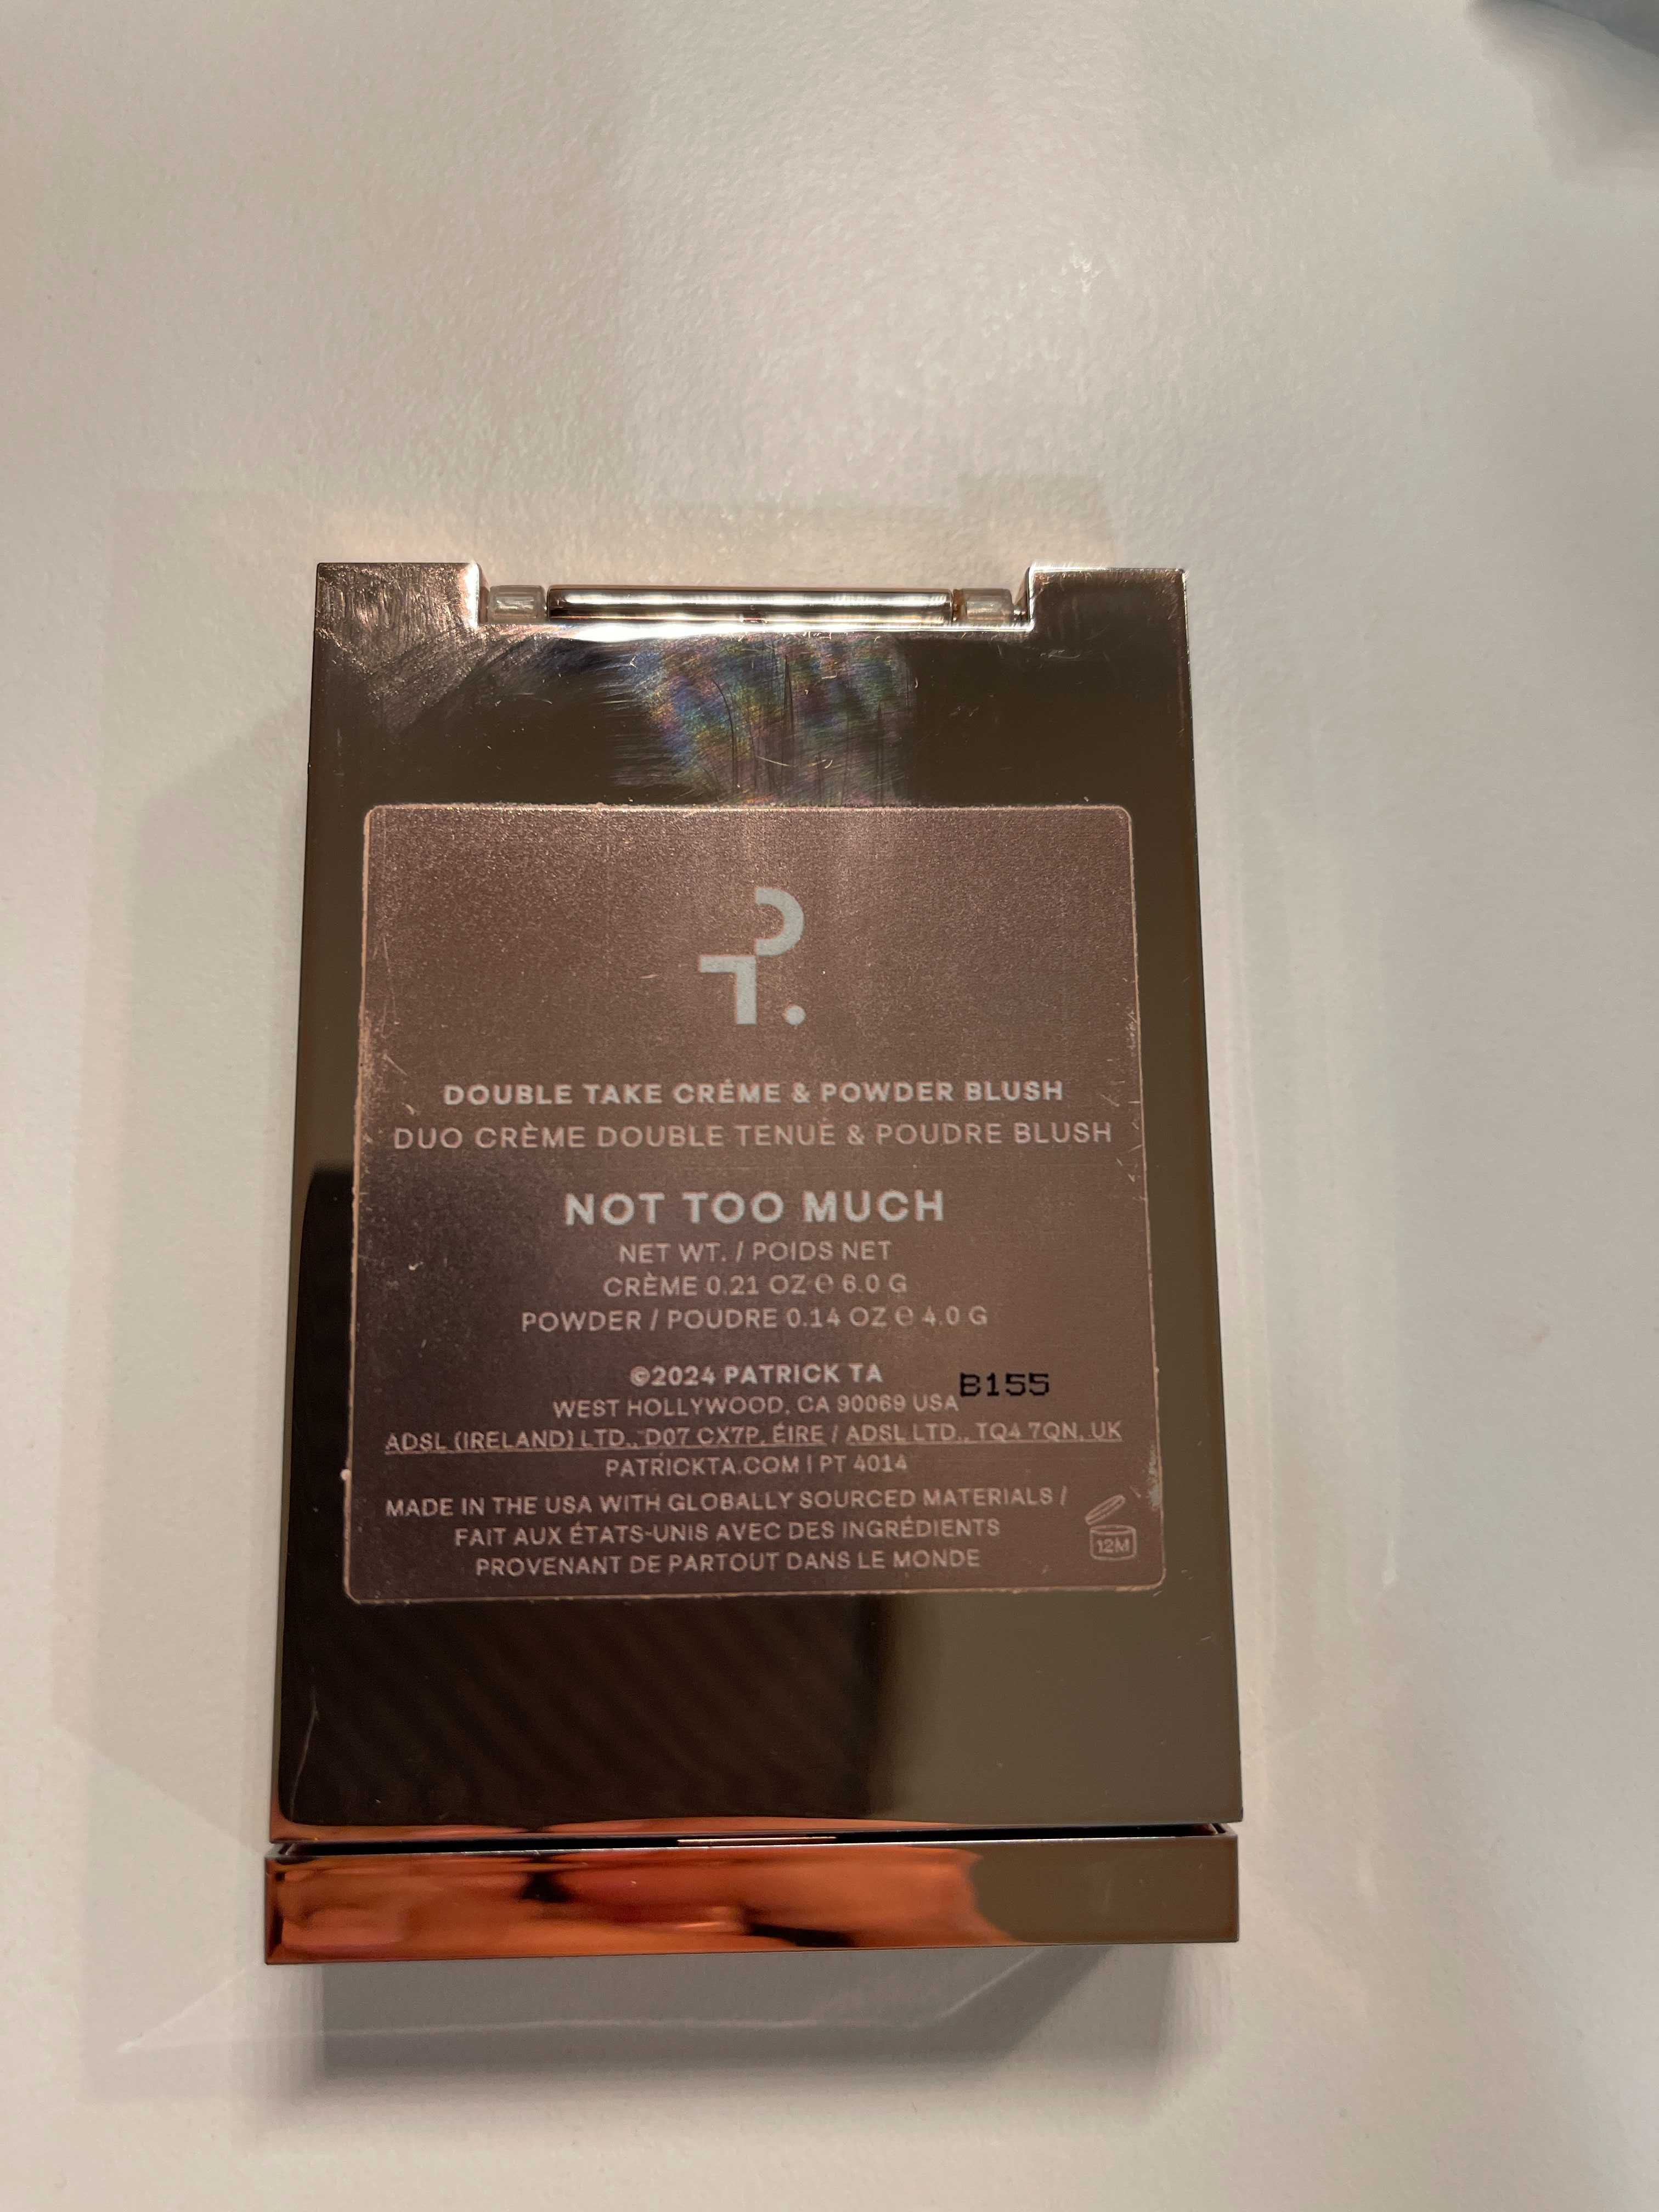 PT.
DOUBLE TAKE CRÉME & POWDER BLUSH
DUO CRÈME DOUBLE TENUE & POUDRE BLUSH
NOT TOO MUCH
NET WT. / POIDS NET
CRÈME 0.21 OZ ℮ 6.0 G
POWDER / POUDRE 0.14 OZ ℮ 4.0 G
©2024 PATRICK TA
B155
WEST HOLLYWOOD, CA 90069 USA
ADSL (IRELAND) LTD., D07 CX7P, ÉIRE / ADSL LTD., TQ4 7QN, UK
PATRICKTA.COM | PT 4014
MADE IN THE USA WITH GLOBALLY SOURCED MATERIALS /
FAIT AUX ÉTATS-UNIS AVEC DES INGRÉDIENTS
PROVENANT DE PARTOUT DANS LE MONDE
12M